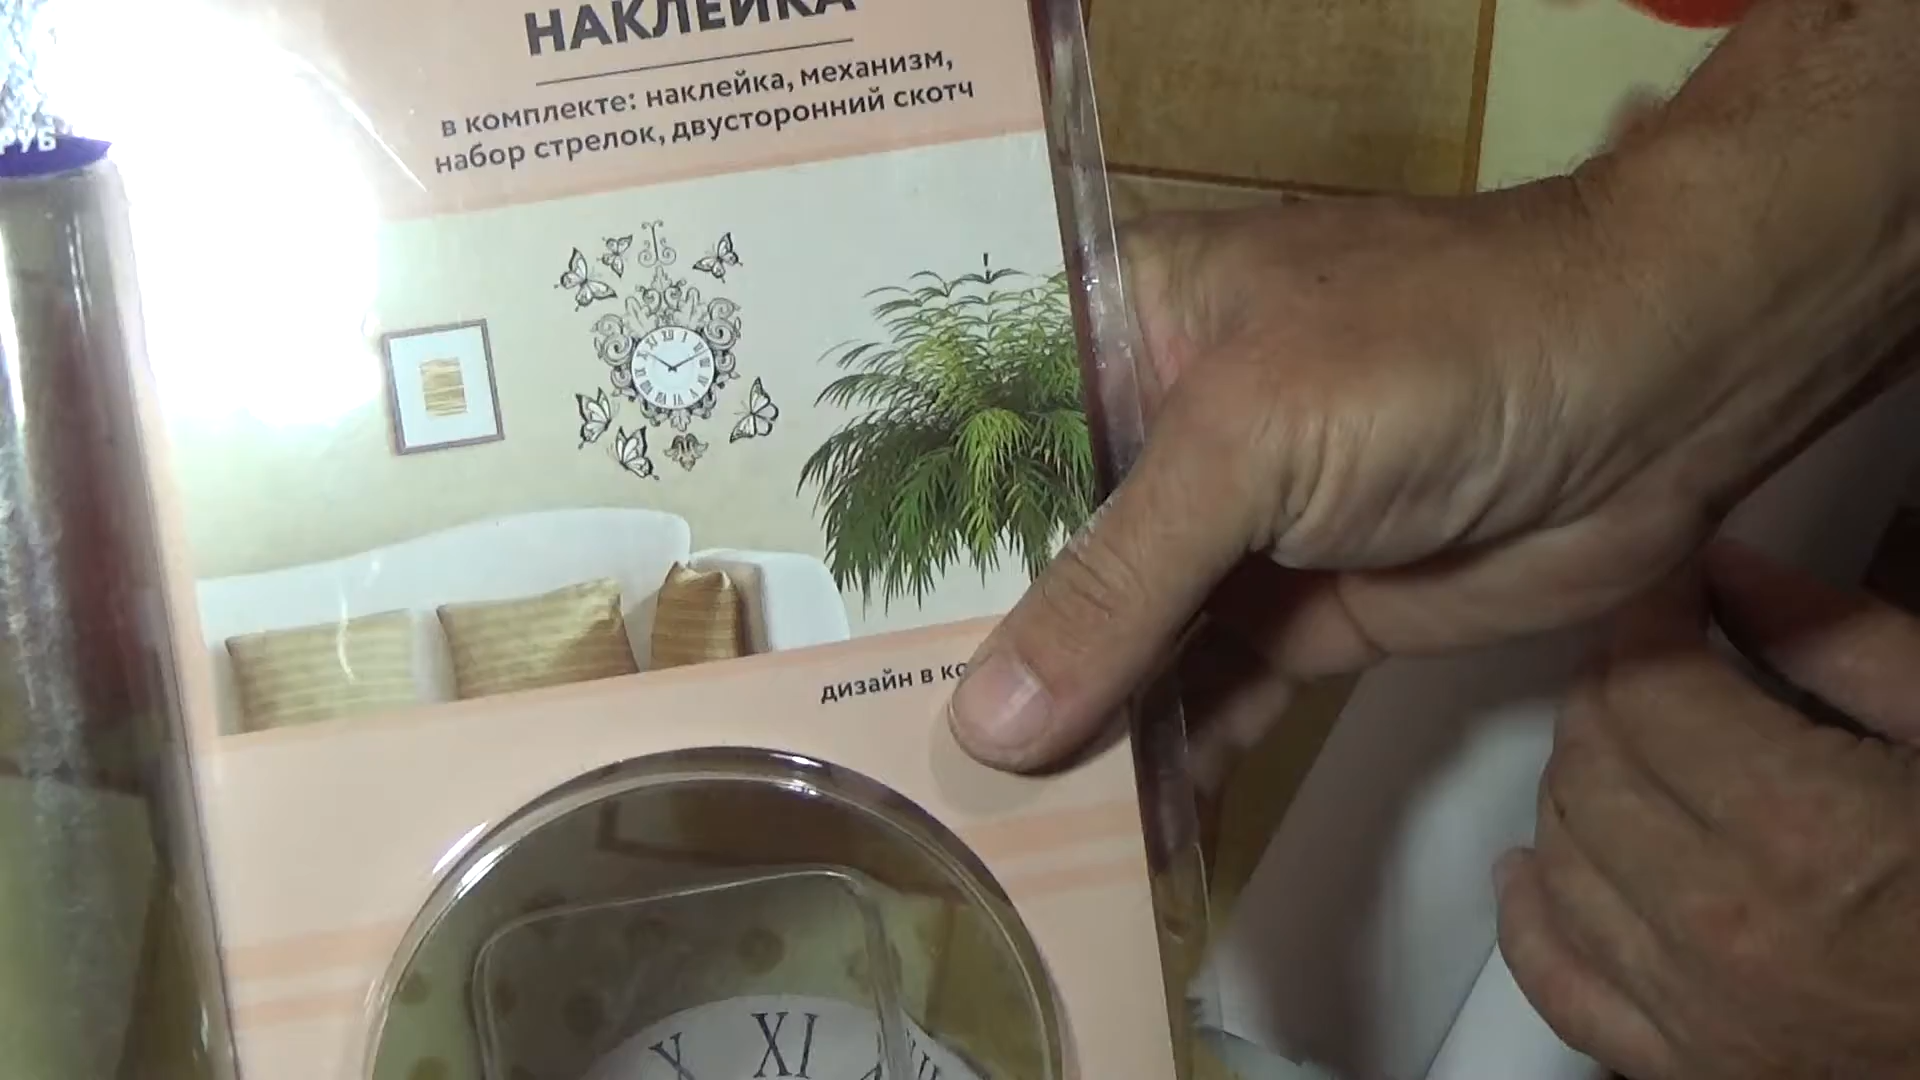 НАКЛЕЙКА
в комплекте: наклейка, механизм,
набор стрелок, двусторонний скотч
РУБ
дизайн в
X XI